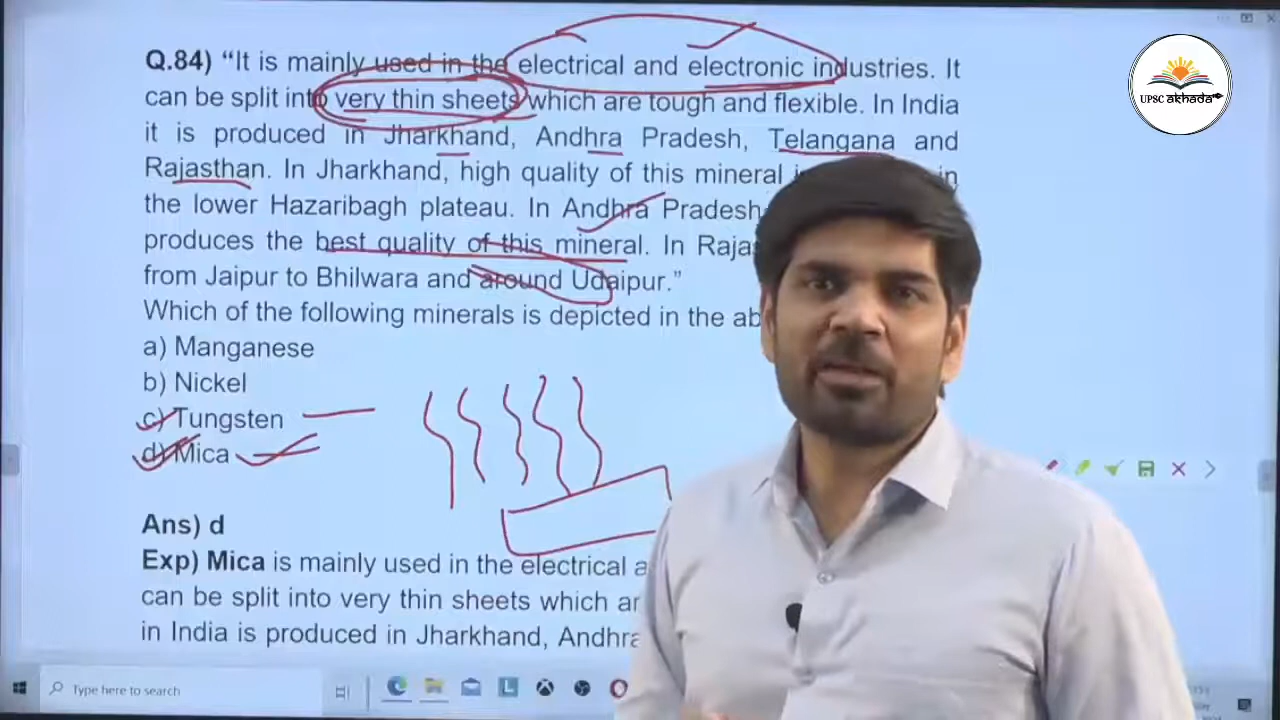 Q.84) “It is mainly used in the electrical and electronic industries. It
can be split into very thin sheets which are tough and flexible. In India
it is produced in Jharkhand, Andhra Pradesh, Telangana and
Rajasthan. In Jharkhand, high quality of this mineral in
the lower Hazaribagh plateau. In Andhra Pradesh
produces the best quality of this mineral. In Rajas
from Jaipur to Bhilwara and around Udaipur.”
Which of the following minerals is depicted in the ab
a) Manganese
b) Nickel
c) Tungsten
d) Mica
Ans) d
Exp) Mica is mainly used in the electrical a
can be split into very thin sheets which ar
in India is produced in Jharkhand, Andhra
Type here to search
UPSC akhada